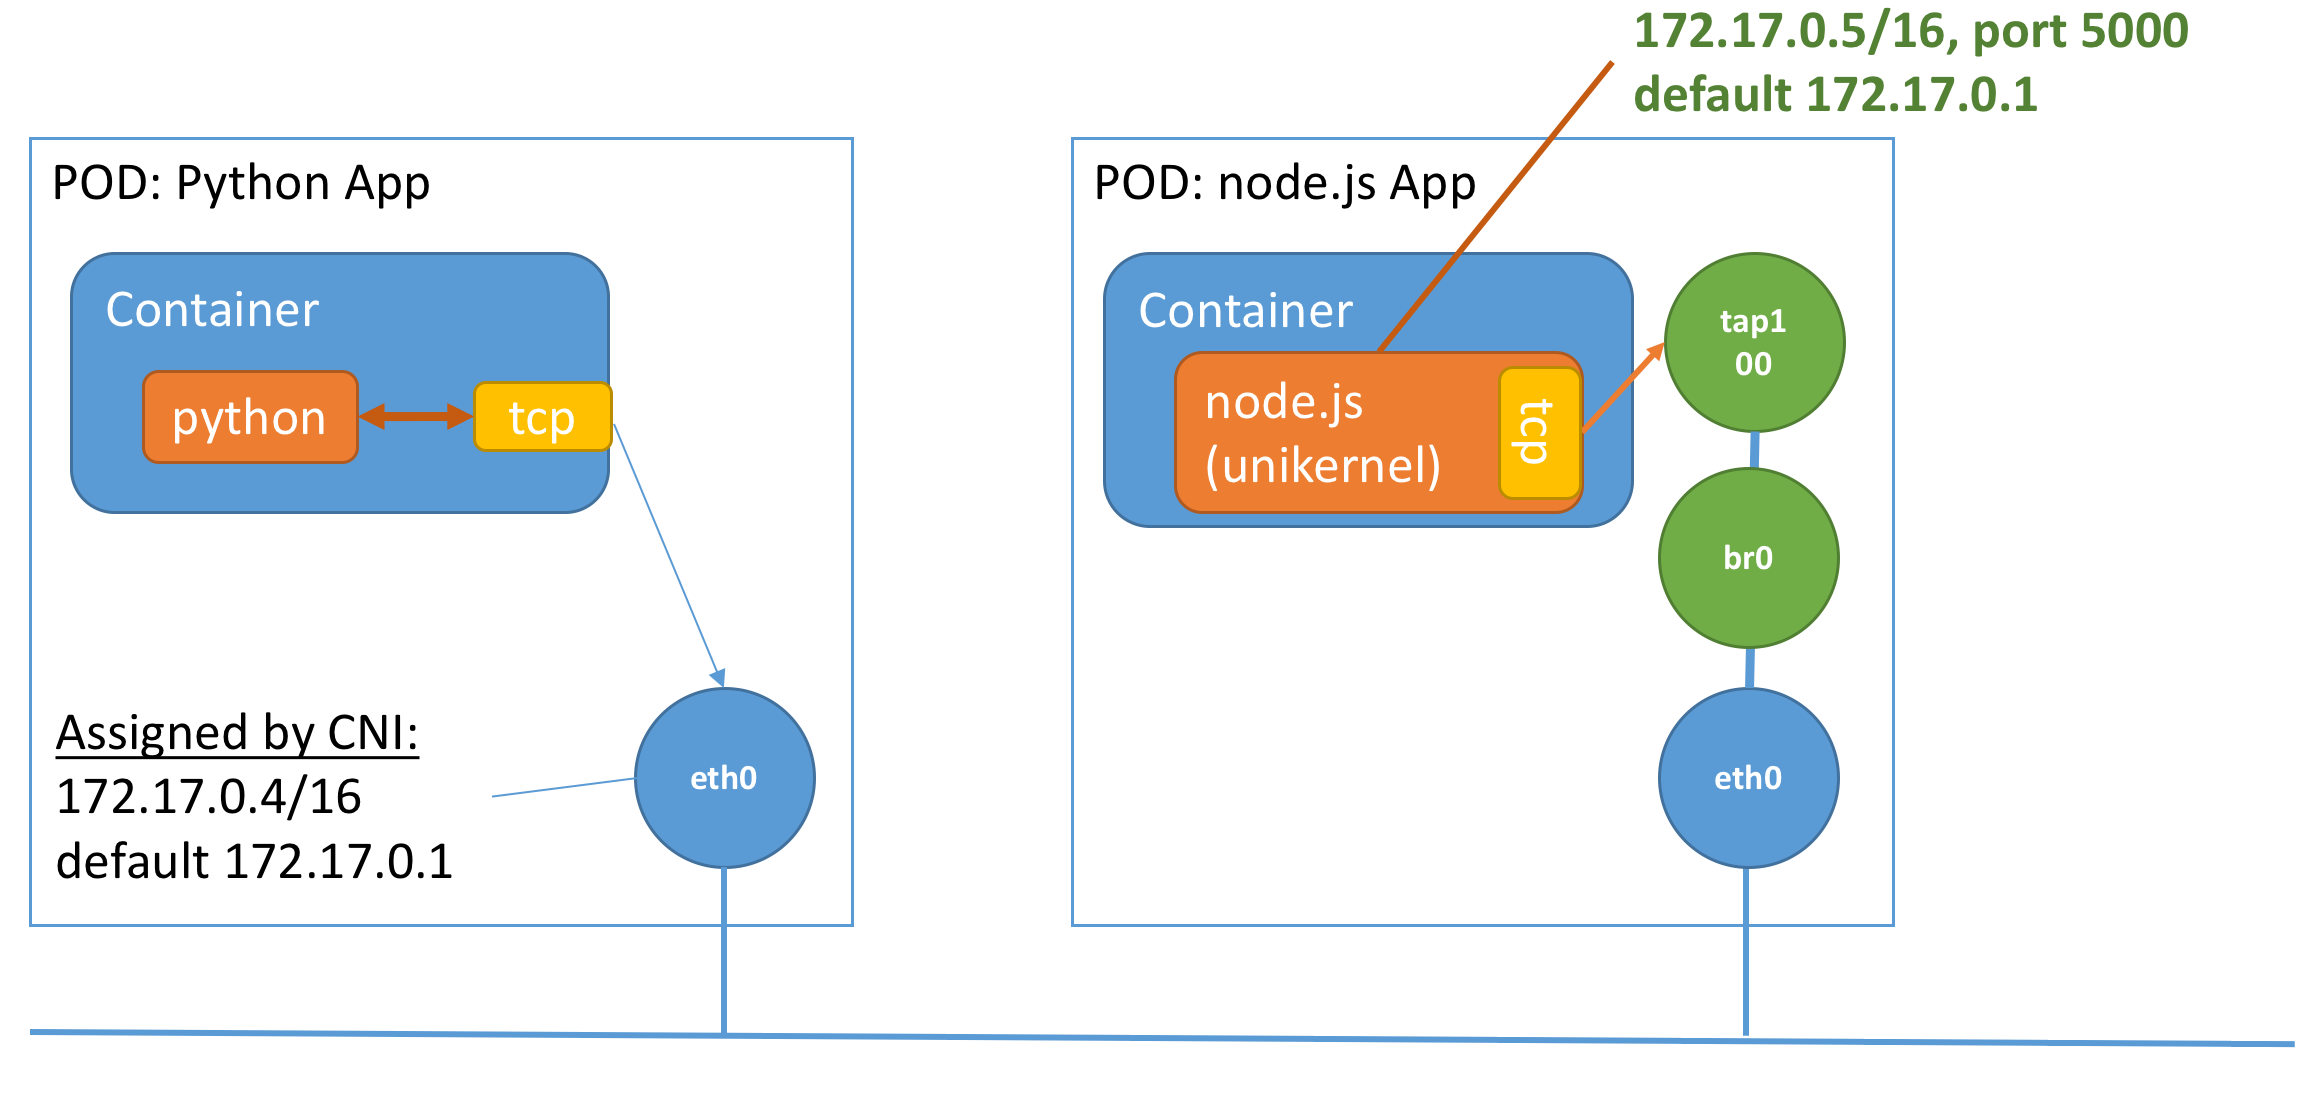 172.17.0.5/16, port 5000
default 172.17.0.1
POD: Python App
Container
python
tcp
Assigned by CNI:
172.17.0.4/16
default 172.17.0.1
eth0
POD: node.js App
Container
node.js
(unikernel)
tcp
tap1
00
br0
eth0